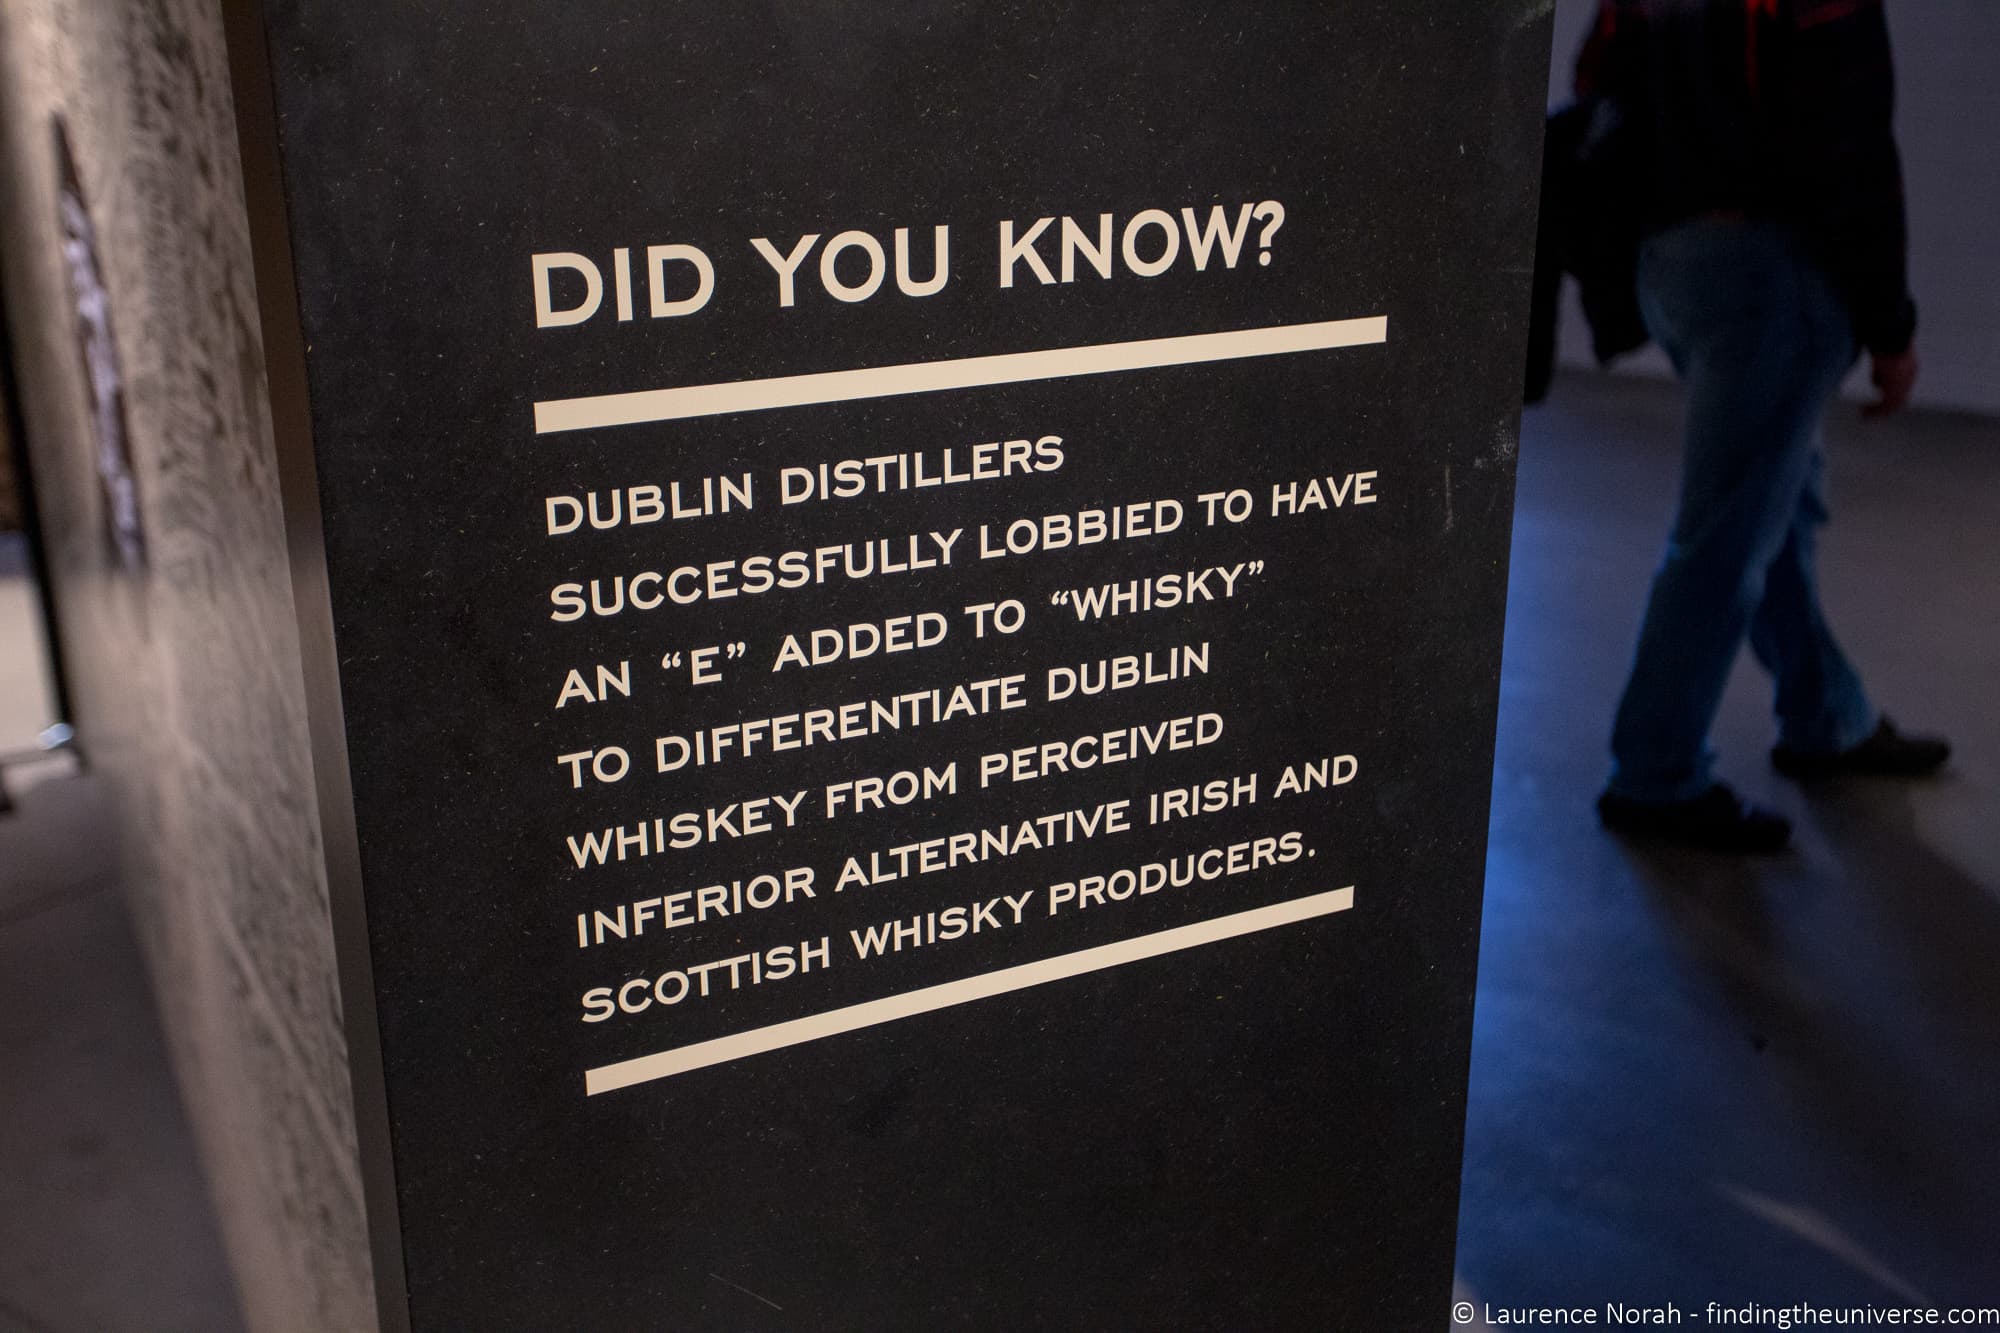 DID YOU KNOW?
DUBLIN DISTILLERS
SUCCESSFULLY LOBBIED TO HAVE
AN “E” ADDED TO “WHISKY”
TO DIFFERENTIATE DUBLIN
WHISKEY FROM PERCEIVED
INFERIOR ALTERNATIVE IRISH AND
SCOTTISH WHISKY PRODUCERS.
© Laurence Norah - findingtheuniverse.com